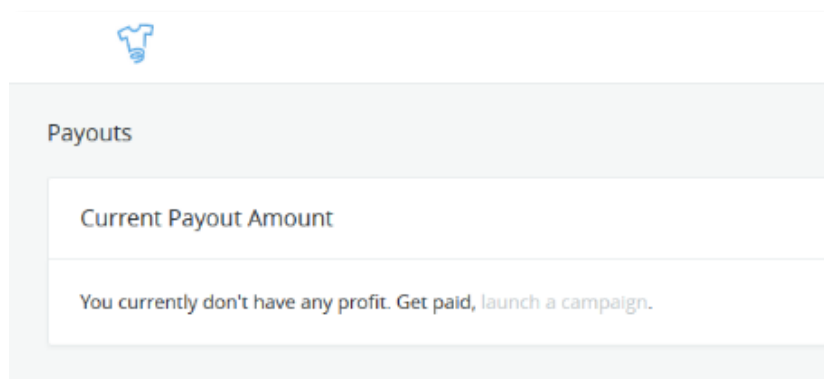 Payouts
Current Payout Amount
You currently don't have any profit. Get paid, launch a campaign.